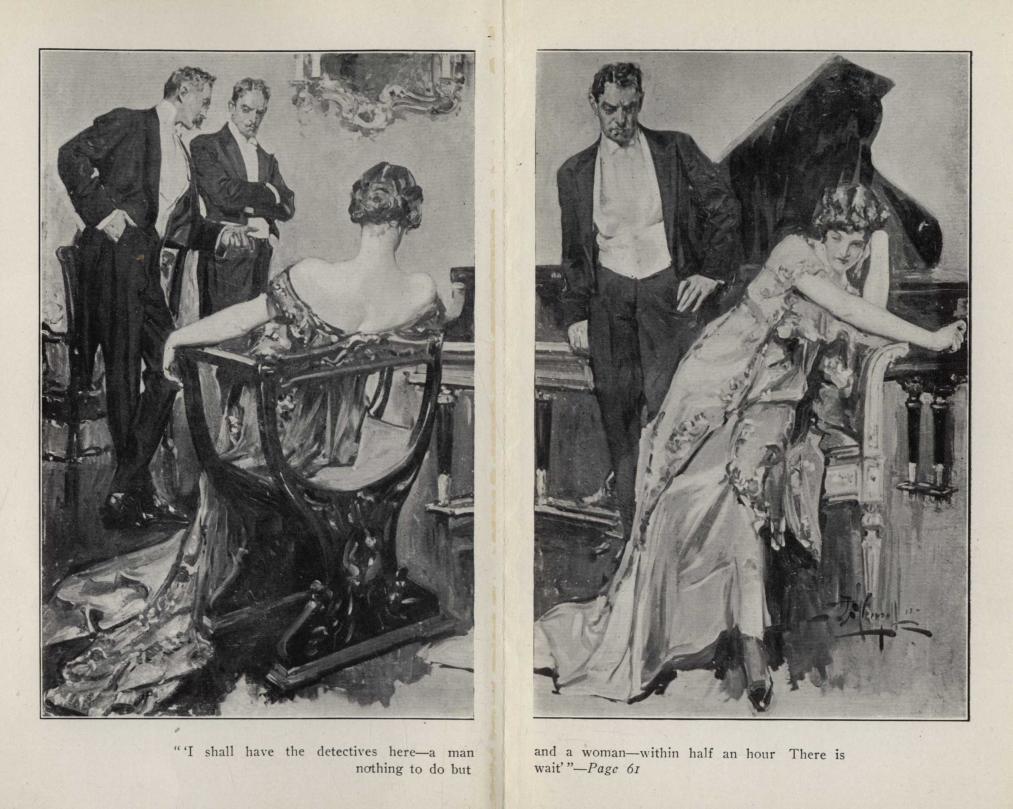 "'I shall have the detectives here—a man and a woman—within half an hour There is
nothing to do but wait'"—Page 61